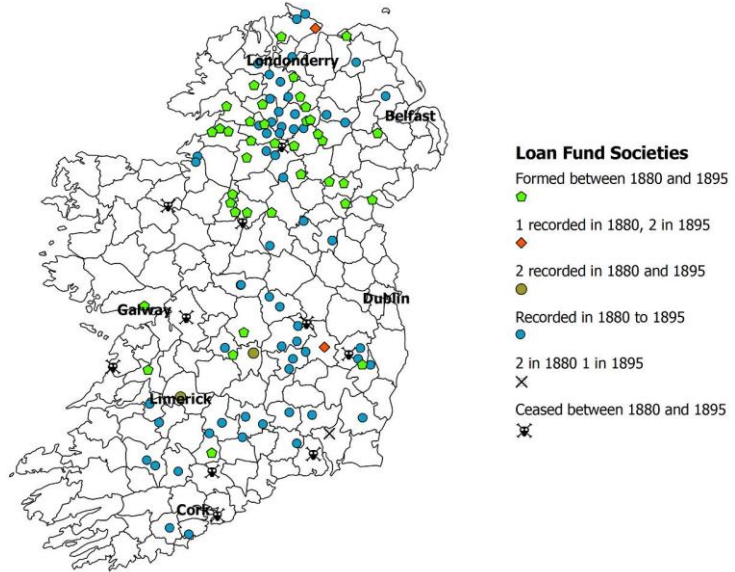 Londonderry
Belfast
Loan Fund Societies
Formed between 1880 and 1895
1 recorded in 1880, 2 in 1895
2 recorded in 1880 and 1895
Dublin
Galway
Recorded in 1880 to 1895
2 in 1880 1 in 1895
Limerick
Ceased between 1880 and 1895
Cork